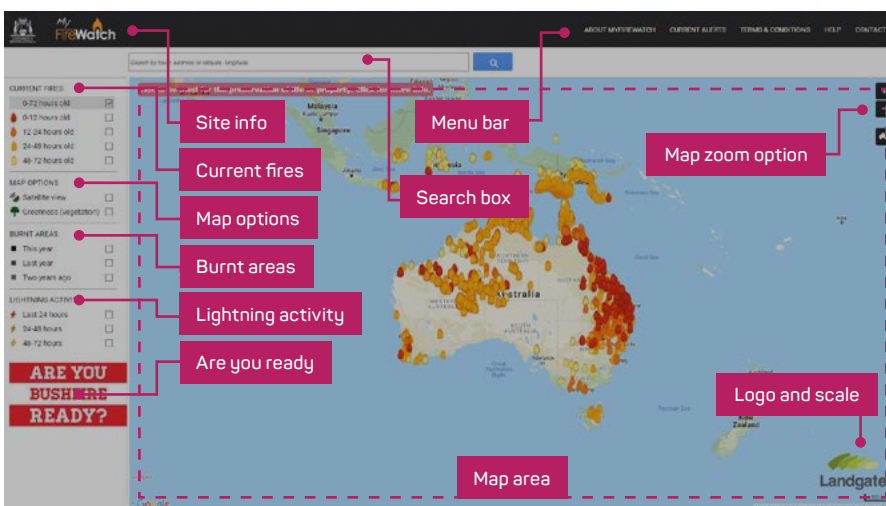 My
FireWatch
ABOUT MYFIREWATCH
CURRENT ALERTS
TERMS & CONDITIONS
HELP
CONTACT
Search by town, address or latitude, longitude
CURRENT FIRES
0-72 hours old
0-12 hours old
12-24 hours old
24-48 hours old
48-72 hours old
MAP OPTIONS
Satellite view
Greenness (vegetation)
BURNT AREAS
This year
Last year
Two years ago
LIGHTNING ACTIVITY
Last 24 hours
24-48 hours
48-72 hours
ARE YOU
BUSHFIRE
READY?
Site info
Current fires
Map options
Burnt areas
Lightning activity
Are you ready
Menu bar
Search box
Map zoom option
Logo and scale
Map area
Malaysia
Singapore
Australia
New
Zealand
Landgate